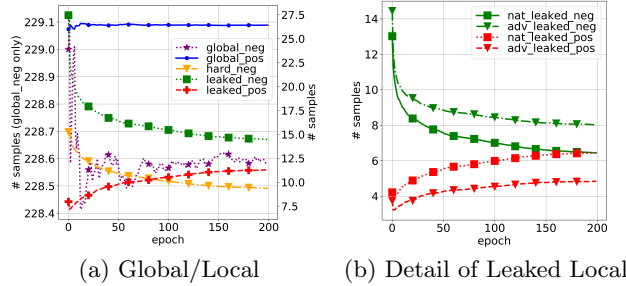 229.1
229.0
228.9
228.8
228.7
228.6
228.5
228.4
# samples (global_neg only)
0 50 100 150 200
epoch
27.5
25.0
22.5
20.0
17.5
15.0
12.5
10.0
7.5
# samples
global_neg
global_pos
hard_neg
leaked_neg
leaked_pos
(a) Global/Local
14
12
10
8
6
4
# samples
0 50 100 150 200
epoch
nat_leaked_neg
adv_leaked_neg
nat_leaked_pos
adv_leaked_pos
(b) Detail of Leaked Local